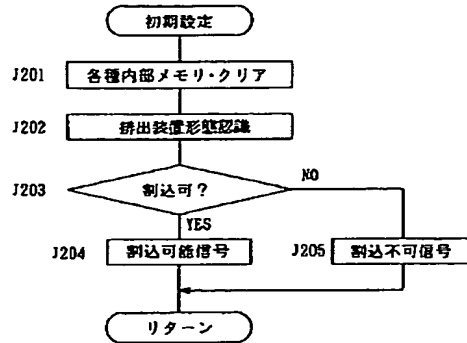 初期設定
J201
各種内部メモリ・クリア
J202
排出装置形態認識
J203
割込可?
NO
YES
J204
割込可能信号
J205
割込不可信号
リターン